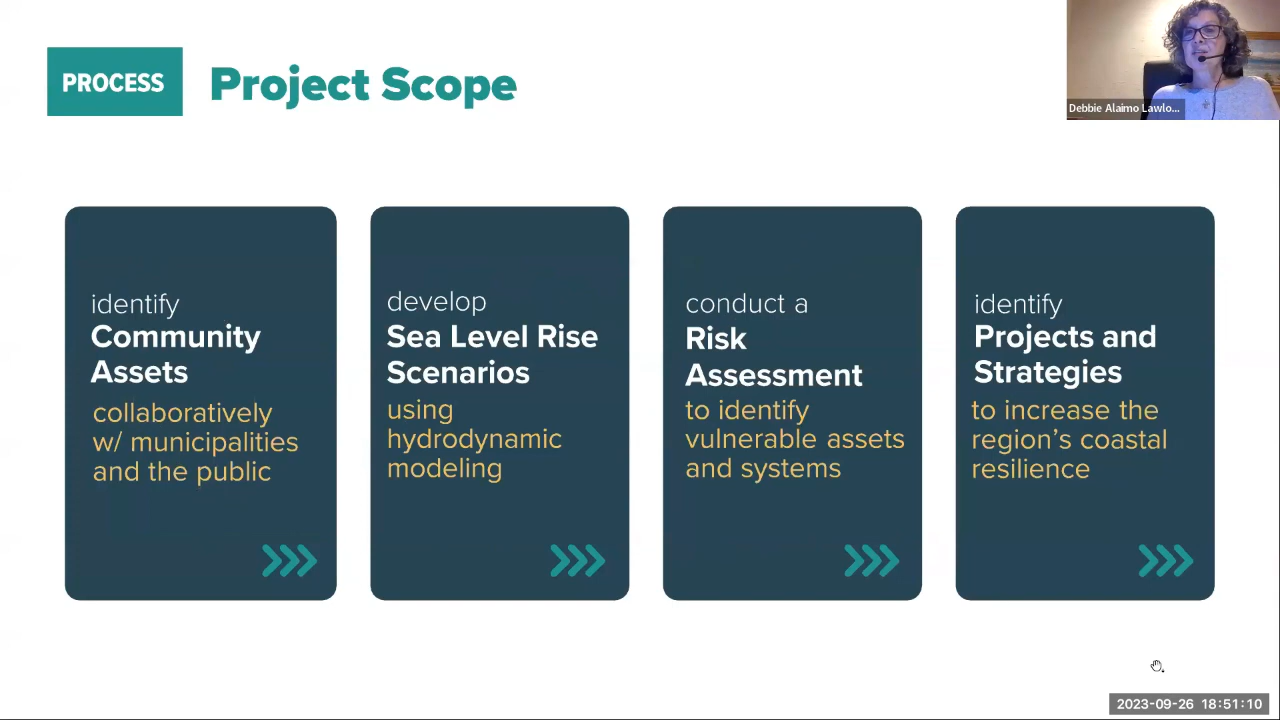 PROCESS
Project Scope
Debbie Alaimo Lawlo...
identify
Community
Assets
collaboratively
w/ municipalities
and the public
develop
Sea Level Rise
Scenarios
using
hydrodynamic
modeling
conduct a
Risk
Assessment
to identify
vulnerable assets
and systems
identify
Projects and
Strategies
to increase the
region’s coastal
resilience
2023-09-26 18:51:10